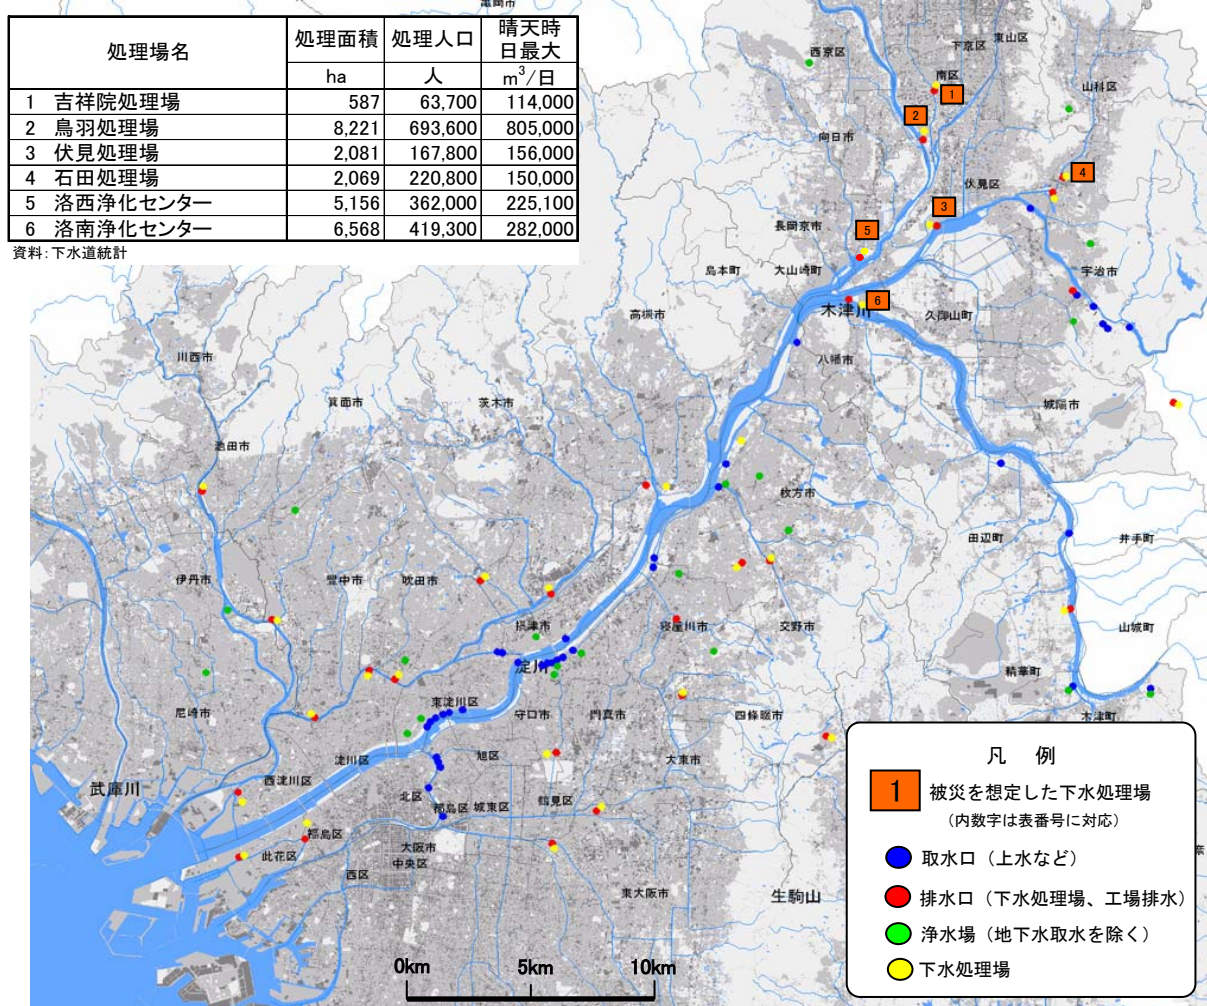 亀岡市
処理場名 処理面積 処理人口 晴天時日最大
ha 人 m³/日
1 吉祥院処理場 587 63,700 114,000
2 鳥羽処理場 8,221 693,600 805,000
3 伏見処理場 2,081 167,800 156,000
4 石田処理場 2,069 220,800 150,000
5 洛西浄化センター 5,156 362,000 225,100
6 洛南浄化センター 6,568 419,300 282,000
資料:下水道統計
東山区
西京区
下京区
南区
山科区
1
2
向日市
4
伏見区
3
長岡京市
5
島本町
大山崎町
宇治市
6
木津川
久御山町
高槻市
川西市
八幡市
箕面市
茨木市
城陽市
池田市
枚方市
田辺町
井手町
伊丹市
豊中市
吹田市
摂津市
寝屋川市
交野市
山城町
淀川
精華町
尼崎市
東淀川区
守口市
門真市
四條畷市
木津町
淀川区
旭区
大東市
武庫川
西淀川区
北区
福島区
城東区
鶴見区
福島区
此花区
大阪市
中央区
西区
東大阪市
生駒山
奈
0km 5km 10km
凡 例
1 被災を想定した下水処理場
(内数字は表番号に対応)
取水口(上水など)
排水口(下水処理場、工場排水)
浄水場(地下水取水を除く)
下水処理場